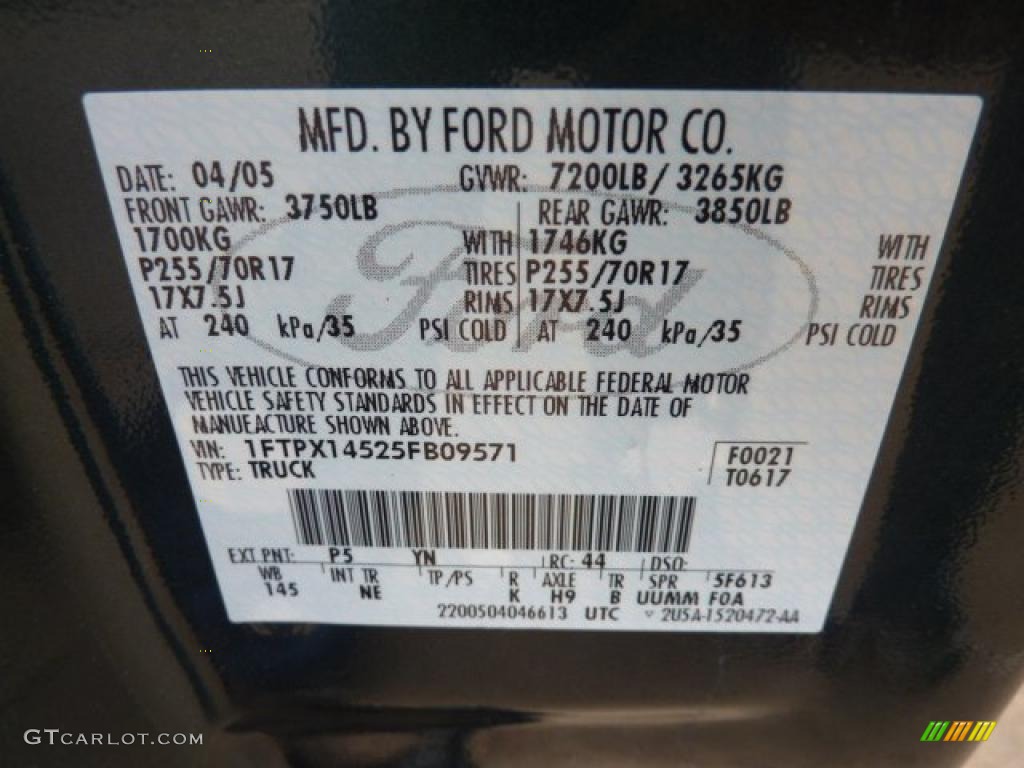 MFD. BY FORD MOTOR CO.
DATE: 04/05 GVWR: 7200LB/ 3265KG
FRONT GAWR: 3750LB REAR GAWR: 3850LB
1700KG WITH 1746KG WITH
P255/70R17 TIRES P255/70R17 TIRES
17X7.5J RIMS 17X7.5J RIMS
AT 240 kPa/35 PSI COLD AT 240 kPa/35 PSI COLD
Ford
THIS VEHICLE CONFORMS TO ALL APPLICABLE FEDERAL MOTOR
VEHICLE SAFETY STANDARDS IN EFFECT ON THE DATE OF
MANUFACTURE SHOWN ABOVE.
VIN: 1FTPX14525FB09571 F0021
TYPE: TRUCK T0617
EXT PNT: P5 YN RC: 44 DSO:
WB INT TR TP/PS R AXLE TR SPR 5F613
145 NE K H9 B UUMM F0A
2200504046613 UTC 2U5A-1520472-AA
GTCARLOT.COM